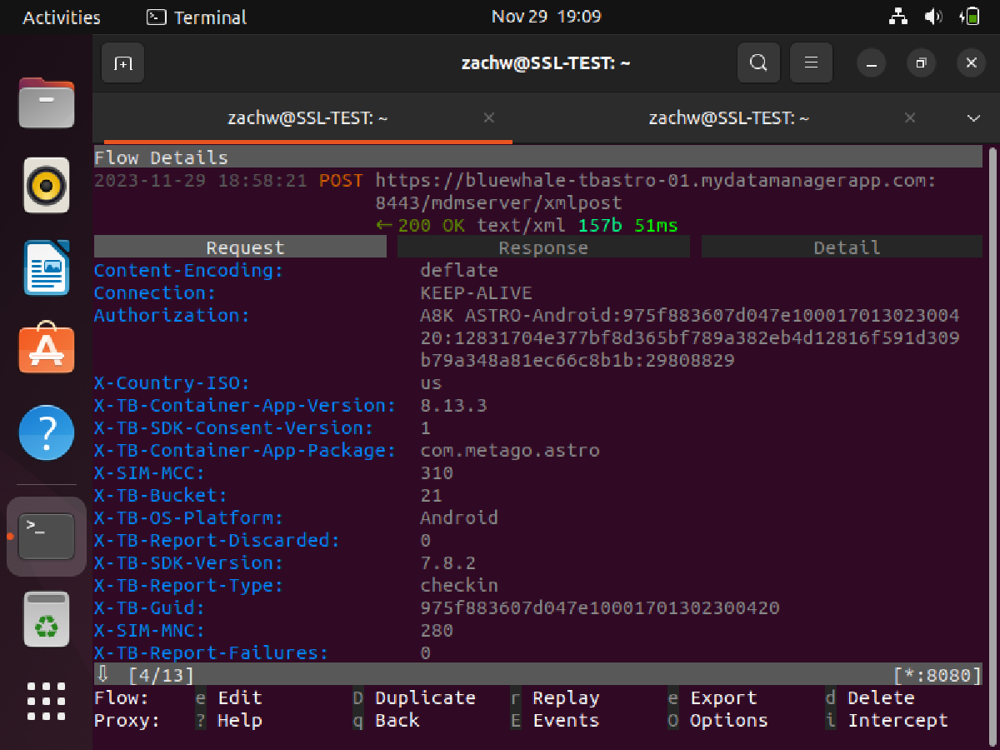 Activities Terminal Nov 29 19:09
zachw@SSL-TEST: ~
zachw@SSL-TEST: ~ zachw@SSL-TEST: ~
Flow Details
2023-11-29 18:58:21 POST https://bluewhale-tbastro-01.mydatamanagerapp.com:
8443/mdmserver/xmlpost
← 200 OK text/xml 157b 51ms
Request Response Detail
Content-Encoding: deflate
Connection: KEEP-ALIVE
Authorization: A8K ASTRO-Android:975f883607d047e100017013023004
20:12831704e377bf8d365bf789a382eb4d12816f591d309
b79a348a81ec66c8b1b:29808829
X-Country-ISO: us
X-TB-Container-App-Version: 8.13.3
X-TB-SDK-Consent-Version: 1
X-TB-Container-App-Package: com.metago.astro
X-SIM-MCC: 310
X-TB-Bucket: 21
X-TB-OS-Platform: Android
X-TB-Report-Discarded: 0
X-TB-SDK-Version: 7.8.2
X-TB-Report-Type: checkin
X-TB-Guid: 975f883607d047e10001701302300420
X-SIM-MNC: 280
X-TB-Report-Failures: 0
⇩ [4/13] [*:8080]
Flow: e Edit D Duplicate r Replay e Export d Delete
Proxy: ? Help q Back E Events O Options i Intercept